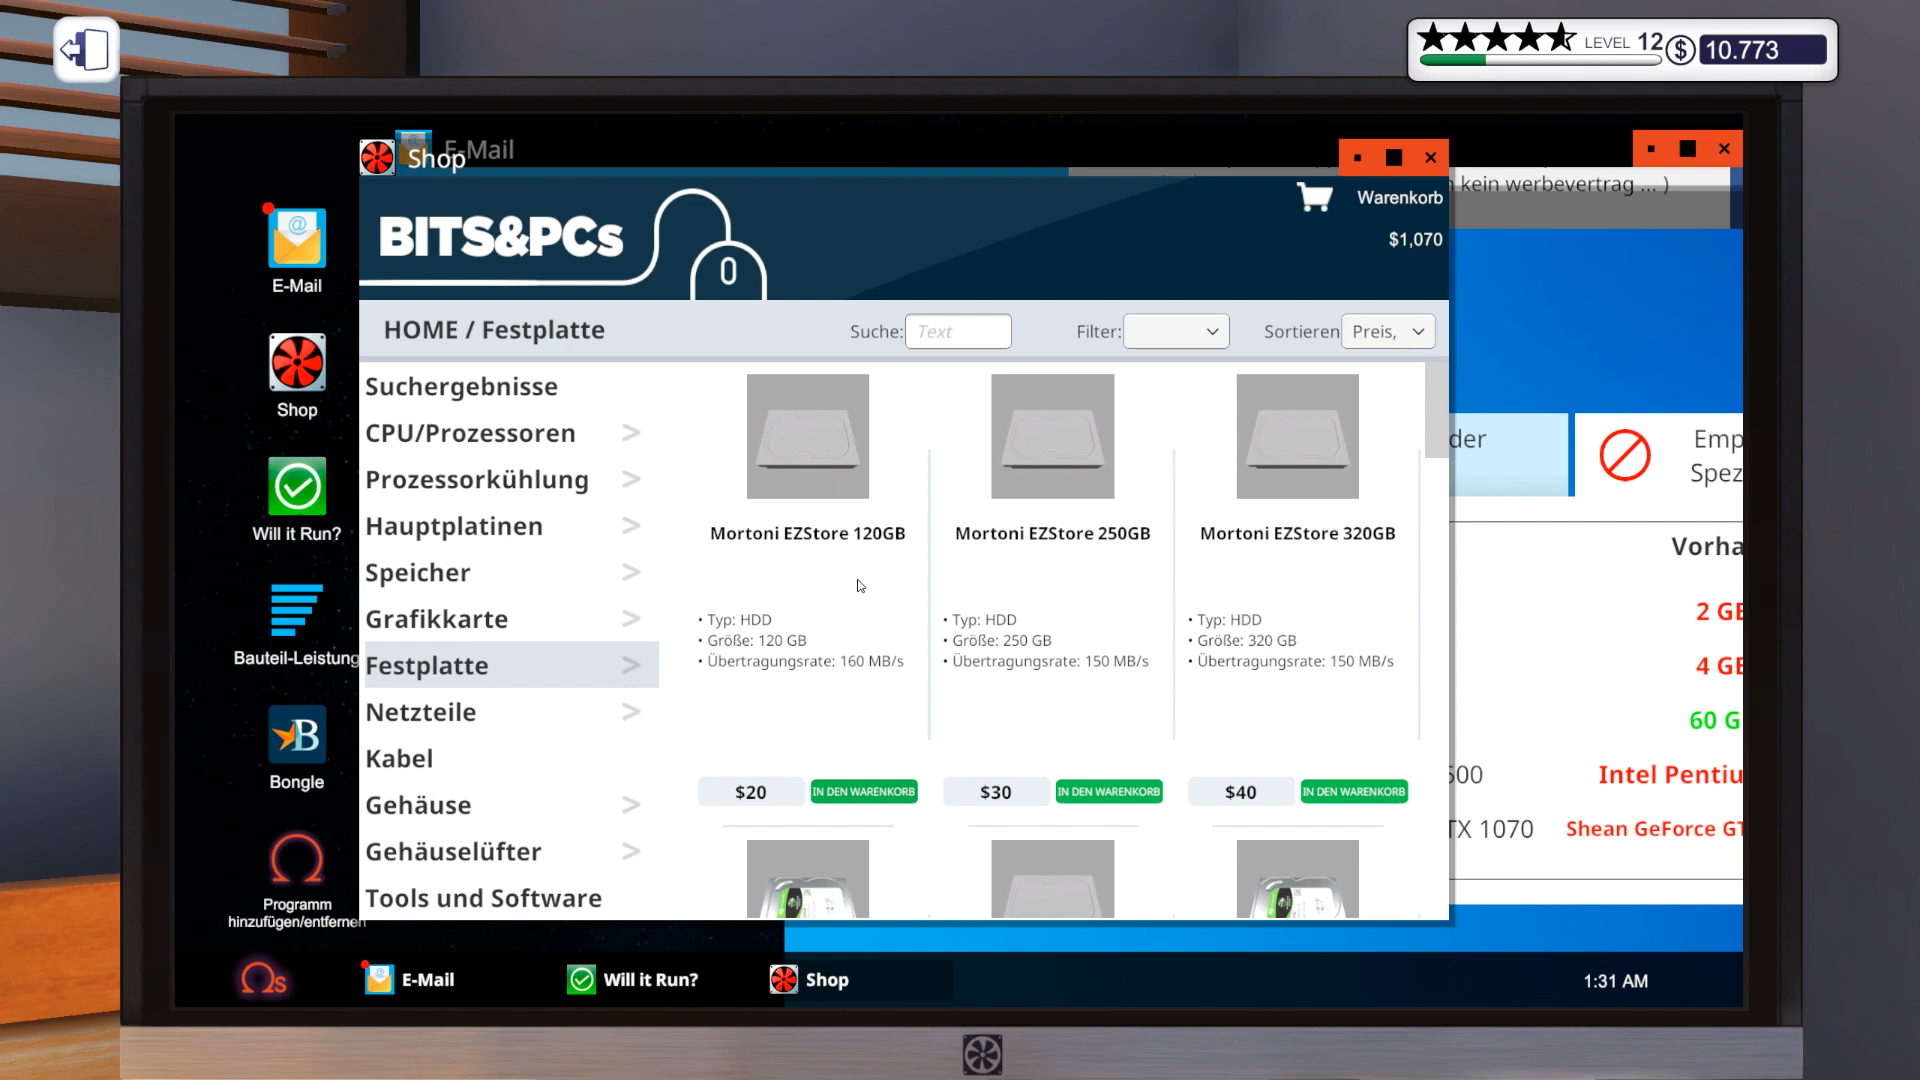 LEVEL 12
10.773
E-Mail
Shop
n kein werbevertrag ... )
BITS&PCs
Warenkorb
$1,070
HOME / Festplatte
Suche:
Text
Filter:
Sortieren
Preis,
E-Mail
Shop
Will it Run?
Bauteil-Leistung
Bongle
Programm
hinzufügen/entfernen
Suchergebnisse
CPU/Prozessoren
Prozessorkühlung
Hauptplatinen
Speicher
Grafikkarte
Festplatte
Netzteile
Kabel
Gehäuse
Gehäuselüfter
Tools und Software
Mortoni EZStore 120GB
• Typ: HDD
• Größe: 120 GB
• Übertragungsrate: 160 MB/s
$20
IN DEN WARENKORB
Mortoni EZStore 250GB
• Typ: HDD
• Größe: 250 GB
• Übertragungsrate: 150 MB/s
$30
IN DEN WARENKORB
Mortoni EZStore 320GB
• Typ: HDD
• Größe: 320 GB
• Übertragungsrate: 150 MB/s
$40
IN DEN WARENKORB
der
Emp
Spez
Vorha
2 GB
4 GB
60 G
500
Intel Pentiu
TX 1070
Shean GeForce GT
E-Mail
Will it Run?
Shop
1:31 AM